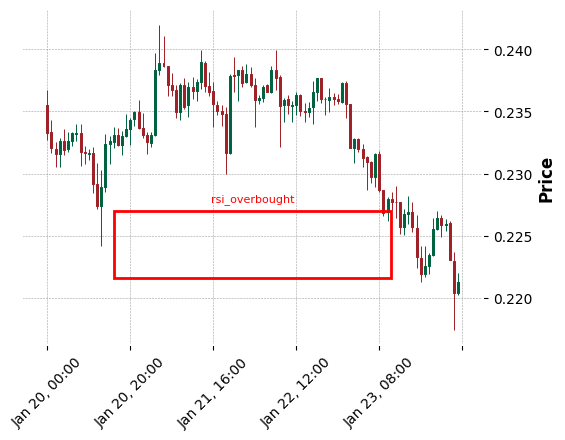 0.240
0.235
0.230
0.225
0.220
Price
rsi_overbought
Jan 20, 00:00
Jan 20, 20:00
Jan 21, 16:00
Jan 22, 12:00
Jan 23, 08:00